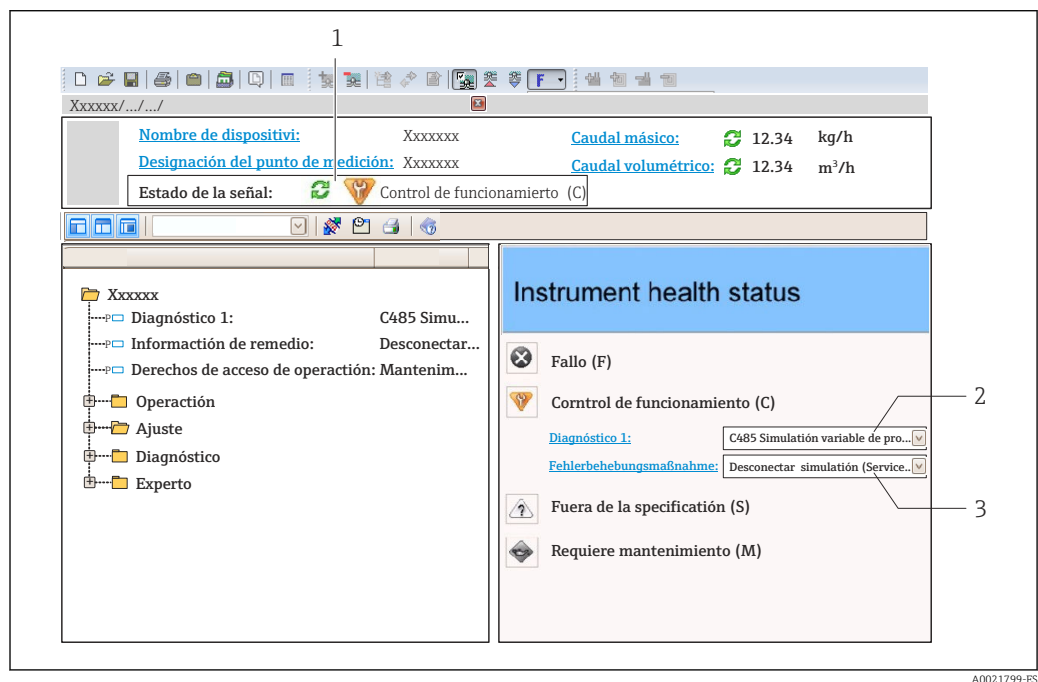 1
F
Xxxxxx/.../.../
Nombre de dispositivi: Xxxxxxx Caudal másico: 12.34 kg/h
Designación del punto de medición: Xxxxxxx Caudal volumétrico: 12.34 m³/h
Estado de la señal: Control de funcionamierto (C)
Xxxxxx
Diagnóstico 1: C485 Simu...
P Informactión de remedio: Desconectar...
P Derechos de acceso de operactión: Mantenim...
Operactión
Ajuste
Diagnóstico
Experto
Instrument health status
Fallo (F)
Corntrol de funcionamiento (C)
2
Diagnóstico 1: C485 Simulatión variable de pro...
Fehlerbehebungsmaßnahme: Desconectar simulatión (Service..
Fuera de la specificatión (S)
3
Requiere mantenimiento (M)
A0021799-ES